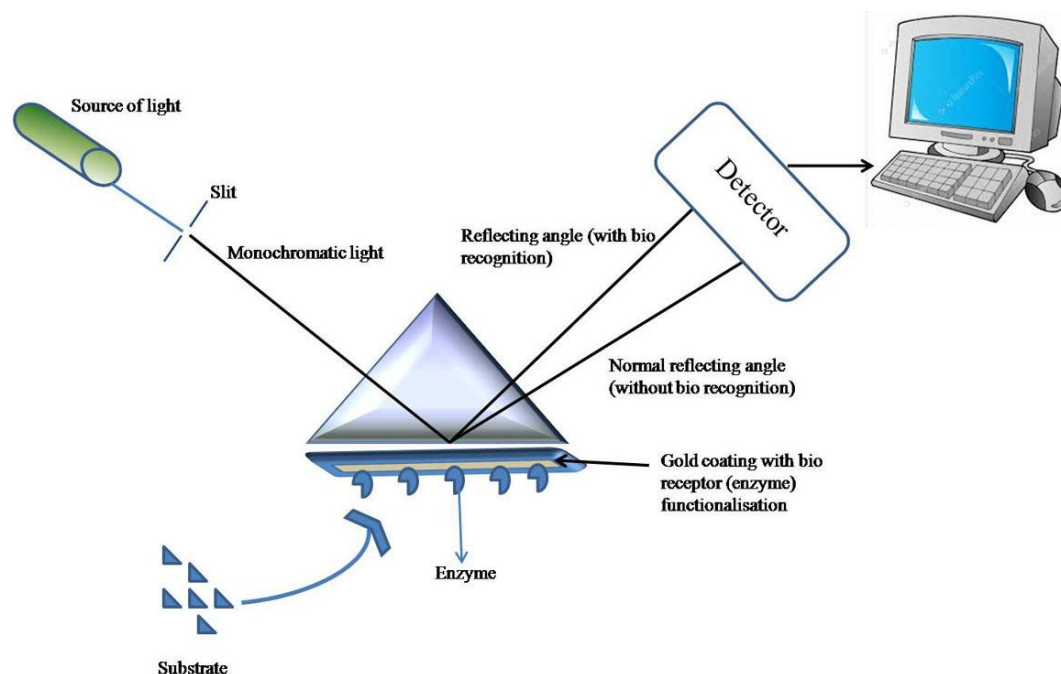 Source of light
Slit
Monochromatic light
Reflecting angle (with bio
recognition)
Detector
Normal reflecting angle
(without bio recognition)
Gold coating with bio
receptor (enzyme)
functionalisation
Enzyme
Substrate